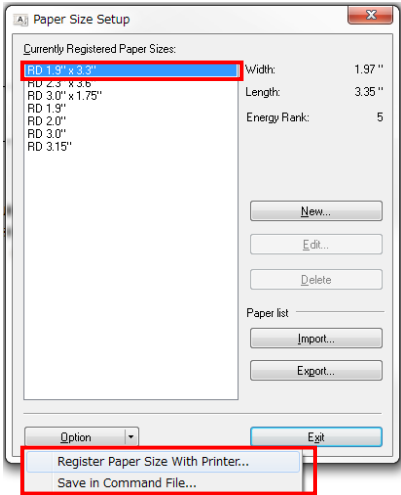 Paper Size Setup
Currently Registered Paper Sizes:
RD 1.9" x 3.3"
RD 2.3" x 3.6"
RD 3.0" x 1.75"
RD 1.9"
RD 2.0"
RD 3.0"
RD 3.15"
Width: 1.97 "
Length: 3.35 "
Energy Rank: 5
New...
Edit...
Delete
Paper list
Import...
Export...
Option
Exit
Register Paper Size With Printer...
Save in Command File...